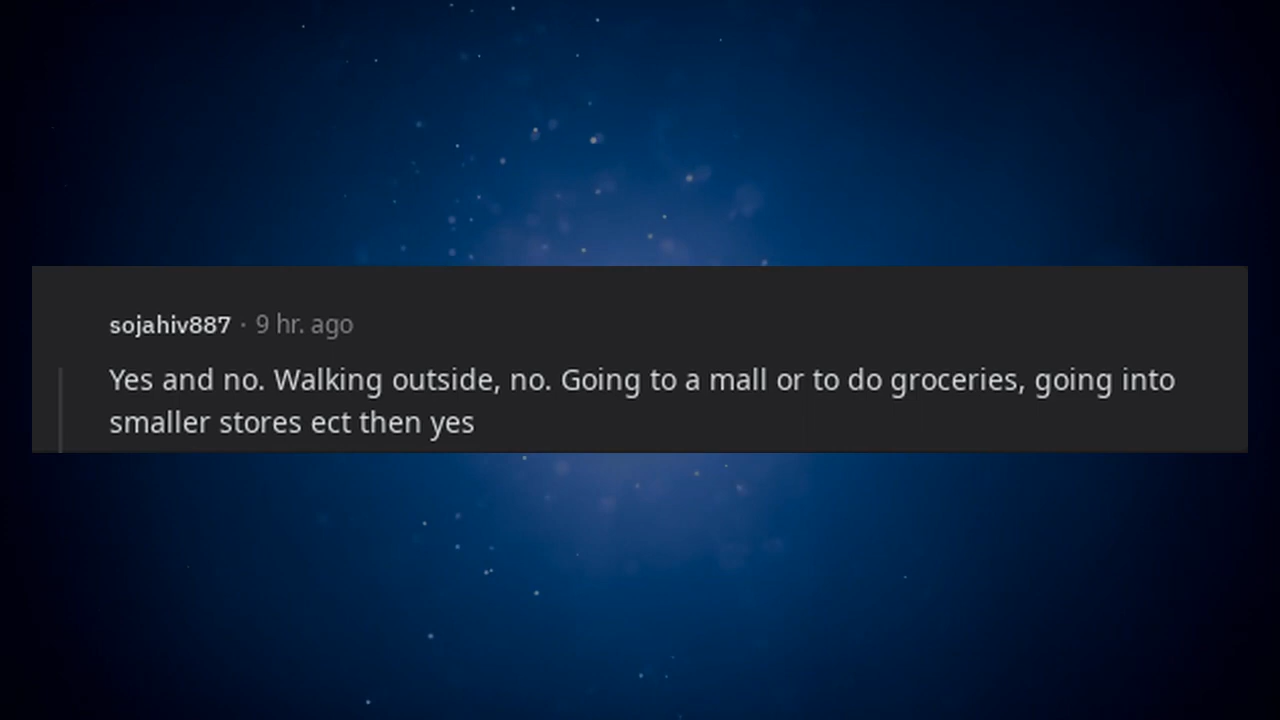 sojahiv887 · 9 hr. ago
Yes and no. Walking outside, no. Going to a mall or to do groceries, going into
smaller stores ect then yes